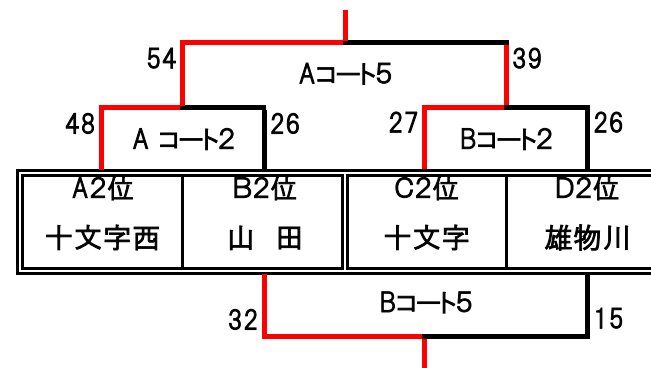 54
39
Aコート5
48
26
27
26
A コート2
Bコート2
A2位
B2位
C2位
D2位
十文字西
山 田
十文字
雄物川
Bコート5
32
15